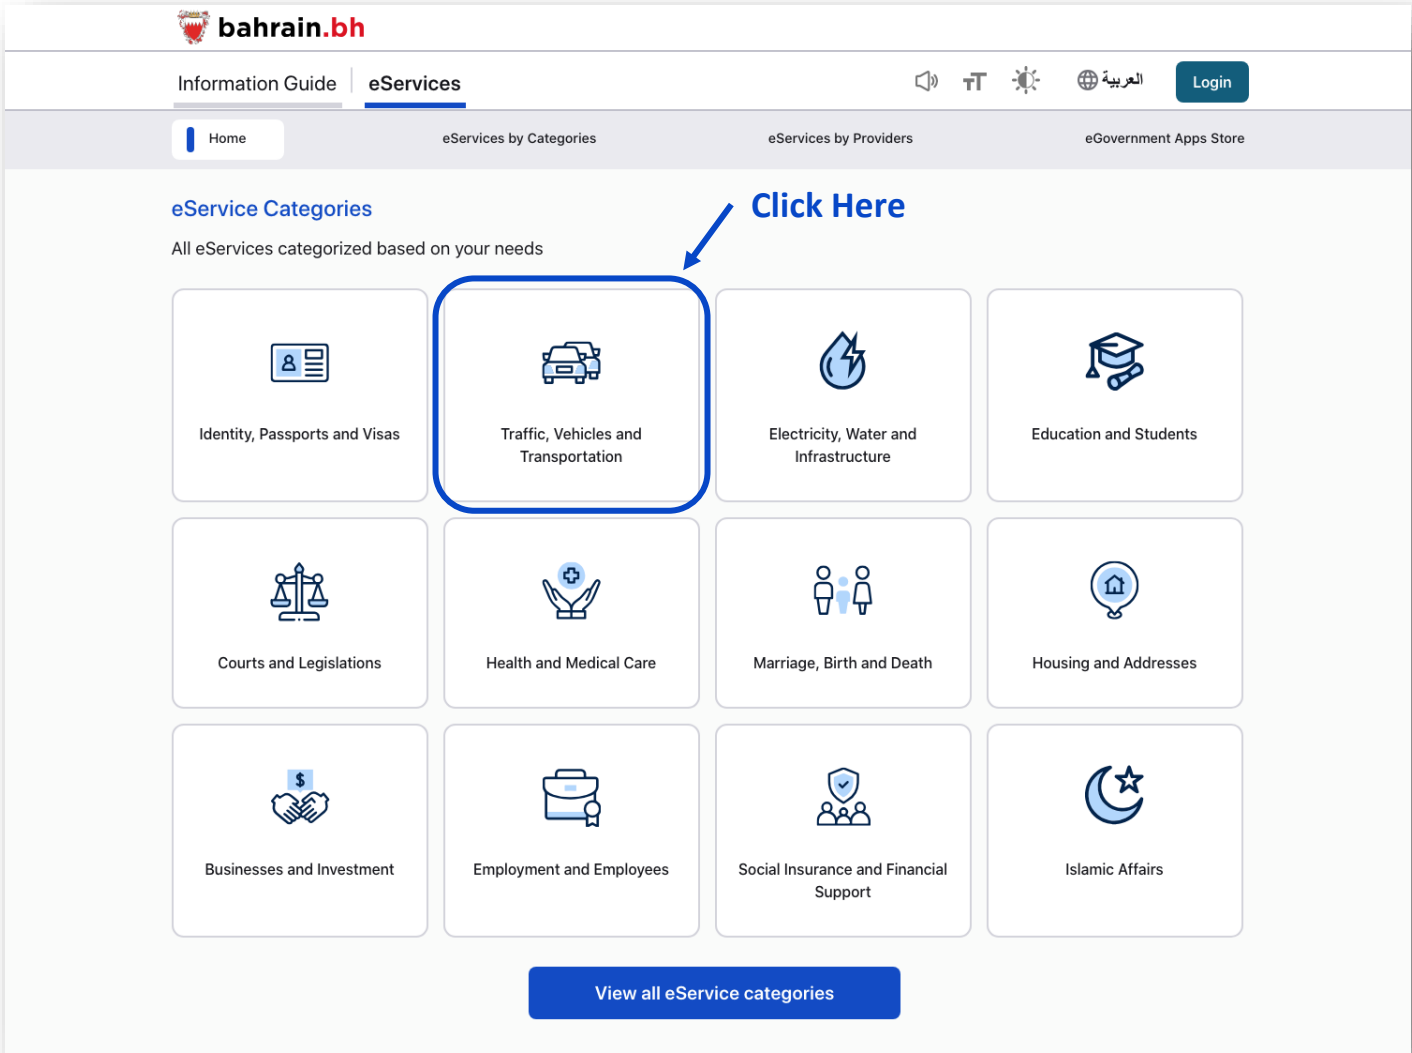 bahrain.bh
Information Guide
eServices
العربية
Login
Home
eServices by Categories
eServices by Providers
eGovernment Apps Store
Click Here
eService Categories
All eServices categorized based on your needs
Identity, Passports and Visas
Traffic, Vehicles and
Transportation
Electricity, Water and
Infrastructure
Education and Students
Courts and Legislations
Health and Medical Care
Marriage, Birth and Death
Housing and Addresses
$
Businesses and Investment
Employment and Employees
Social Insurance and Financial
Support
Islamic Affairs
View all eService categories